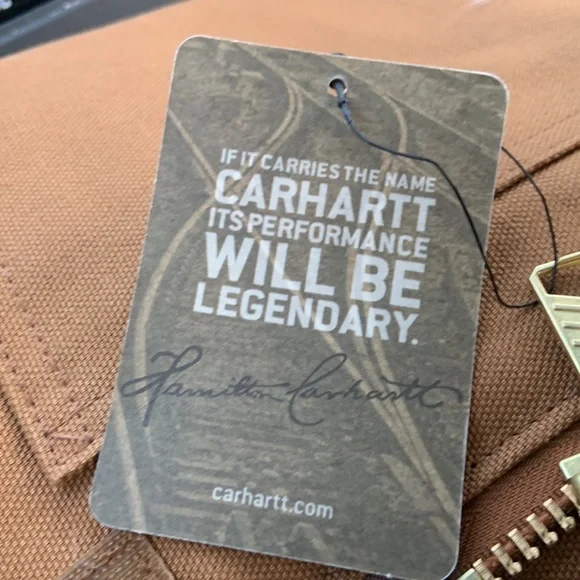 IF IT CARRIES THE NAME
CARHARTT
ITS PERFORMANCE
WILL BE
LEGENDARY.
Hamilton Carhartt
carhartt.com